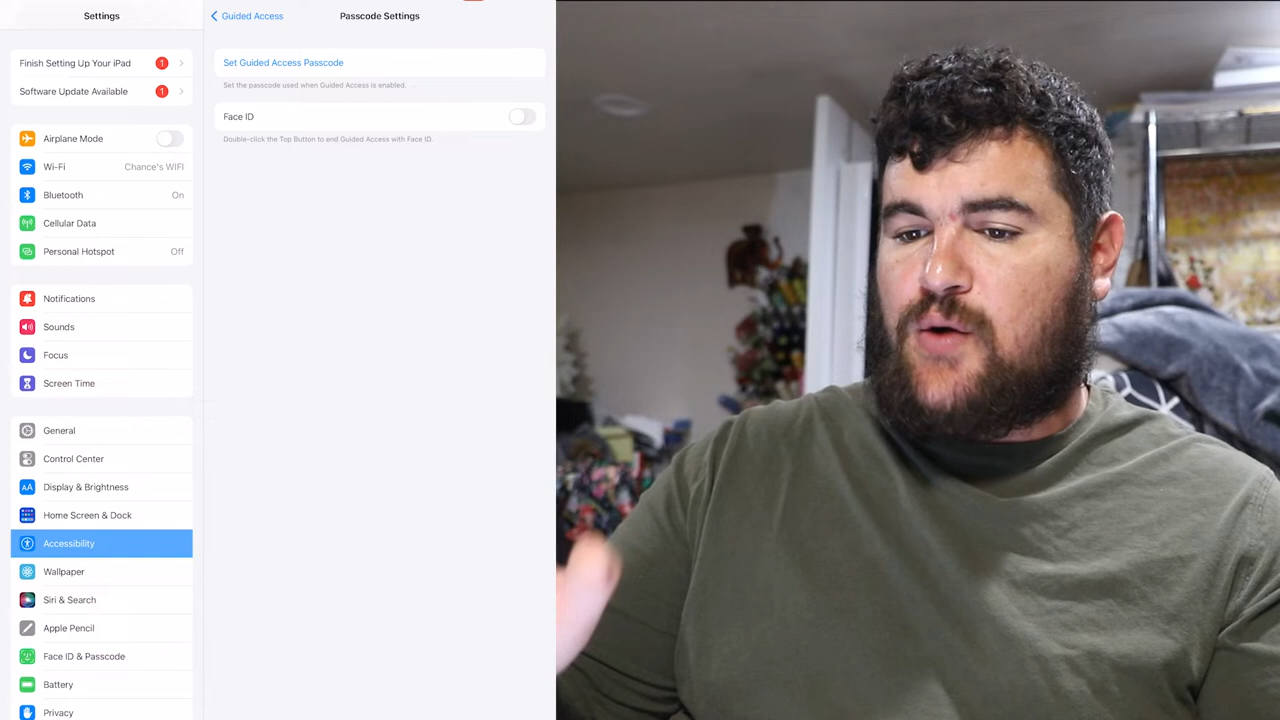 Settings
Finish Setting Up Your iPad 1
Software Update Available 1
Airplane Mode
Wi-Fi Chance's WIFI
Bluetooth On
Cellular Data
Personal Hotspot Off
Notifications
Sounds
Focus
Screen Time
General
Control Center
AA Display & Brightness
Home Screen & Dock
Accessibility
Wallpaper
Siri & Search
Apple Pencil
Face ID & Passcode
Battery
Privacy
Guided Access
Passcode Settings
Set Guided Access Passcode
Set the passcode used when Guided Access is enabled.
Face ID
Double-click the Top Button to end Guided Access with Face ID.